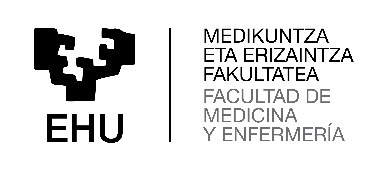 EHU
MEDIKUNTZA
ETA ERIZAINTZA
FAKULTATEA
FACULTAD DE
MEDICINA
Y ENFERMERÍA